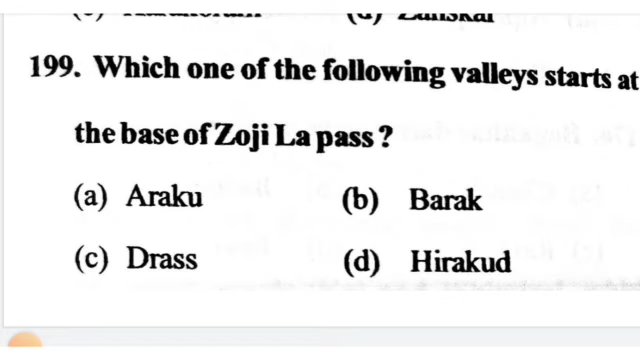 199. Which one of the following valleys starts at
the base of Zoji La pass ?
(a) Araku (b) Barak
(c) Drass (d) Hirakud